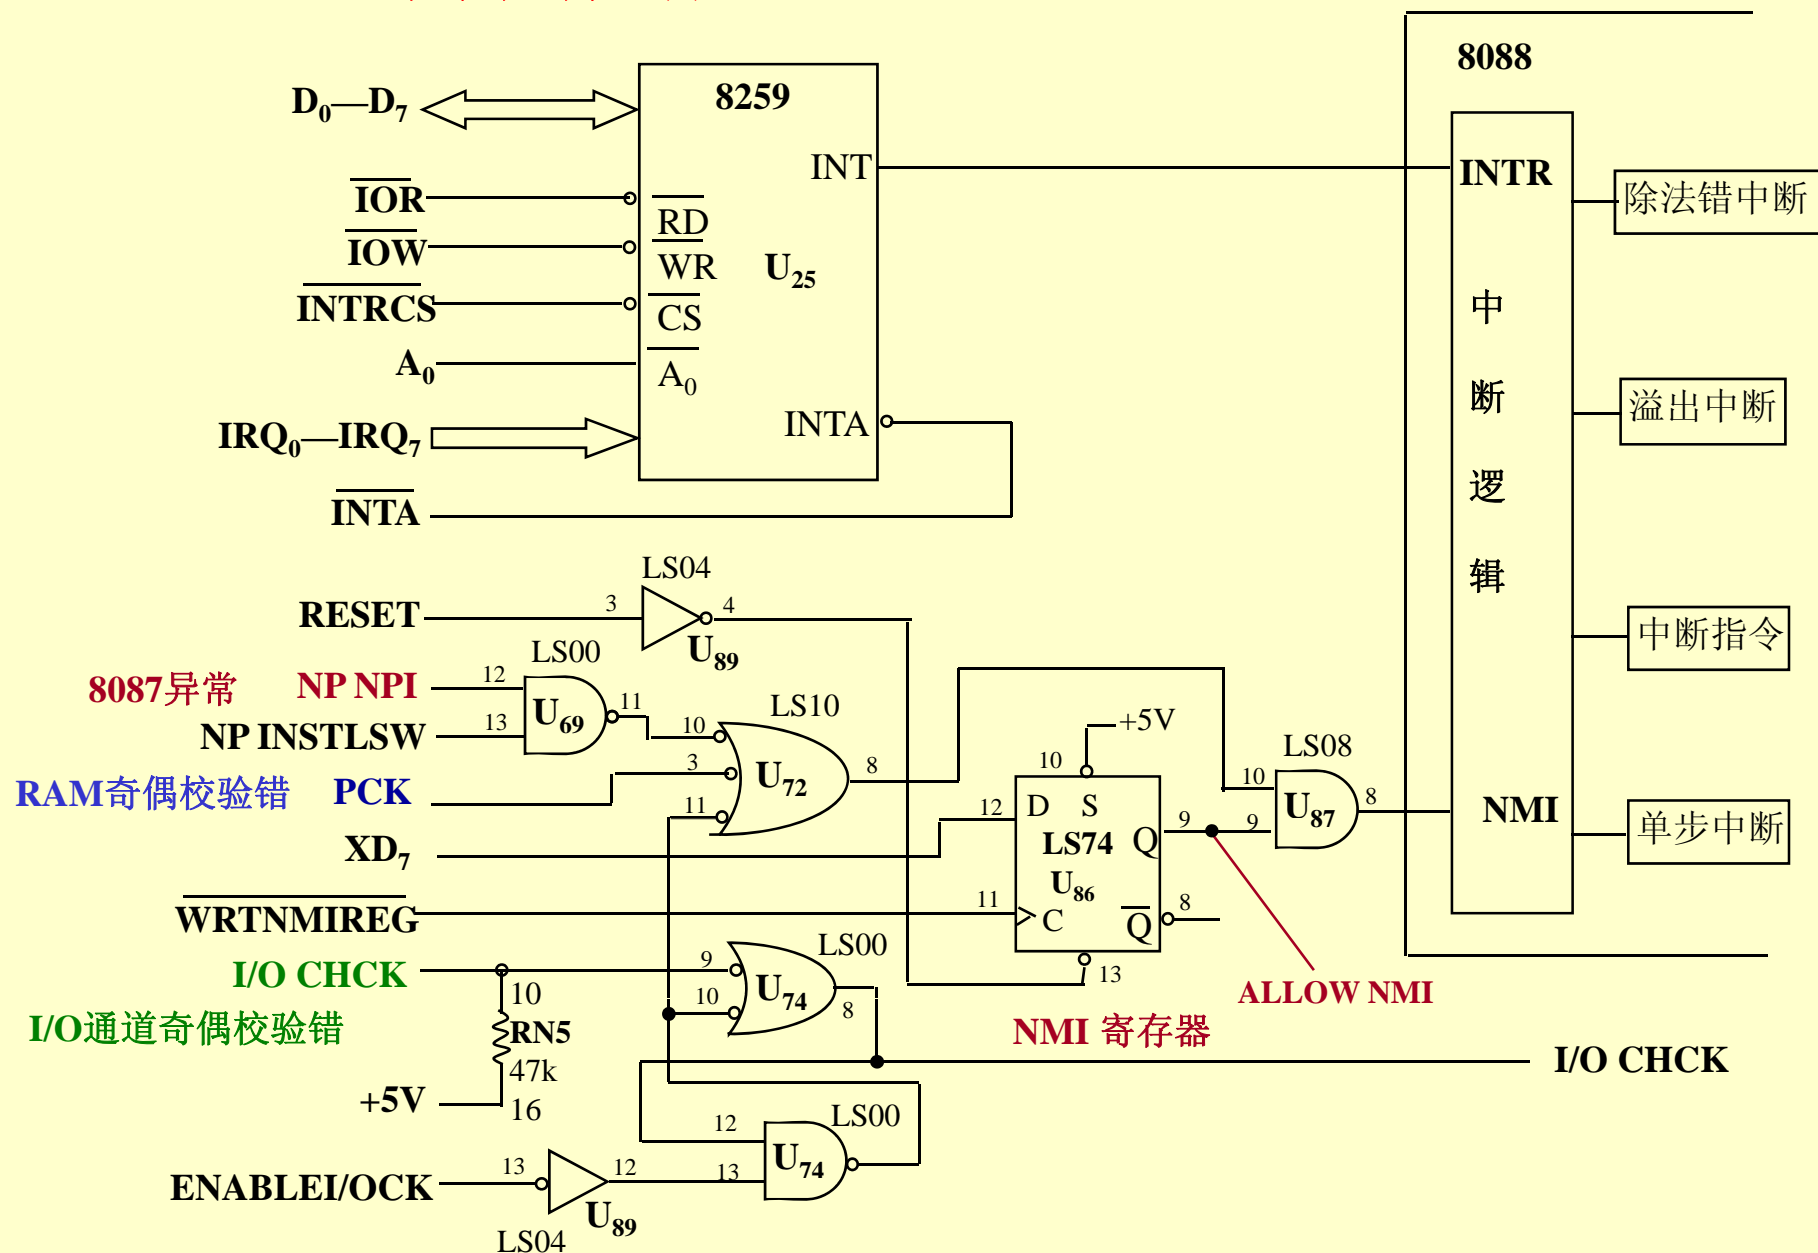 8088
8259
D0—D7
INT
INTR
除法错中断
IOR
RD
IOW
WR
U25
INTRCS
CS
中断逻辑
A0
A0
溢出中断
IRQ0—IRQ7
INTA
INTA
LS04
RESET
3
4
U89
中断指令
LS00
8087异常
NP NPI
12
11
U69
LS10
NP INSTLSW
13
10
+5V
LS08
RAM奇偶校验错
PCK
3
U72
8
10
10
11
12
D
S
9
9
U87
8
NMI
单步中断
XD7
LS74
Q
U86
WRTNMIREG
11
C
Q
8
LS00
I/O CHCK
9
13
10
10
U74
8
ALLOW NMI
I/O通道奇偶校验错
RN5
NMI 寄存器
47k
I/O CHCK
+5V
16
LS00
12
U74
13
12
13
ENABLEI/OCK
U89
LS04